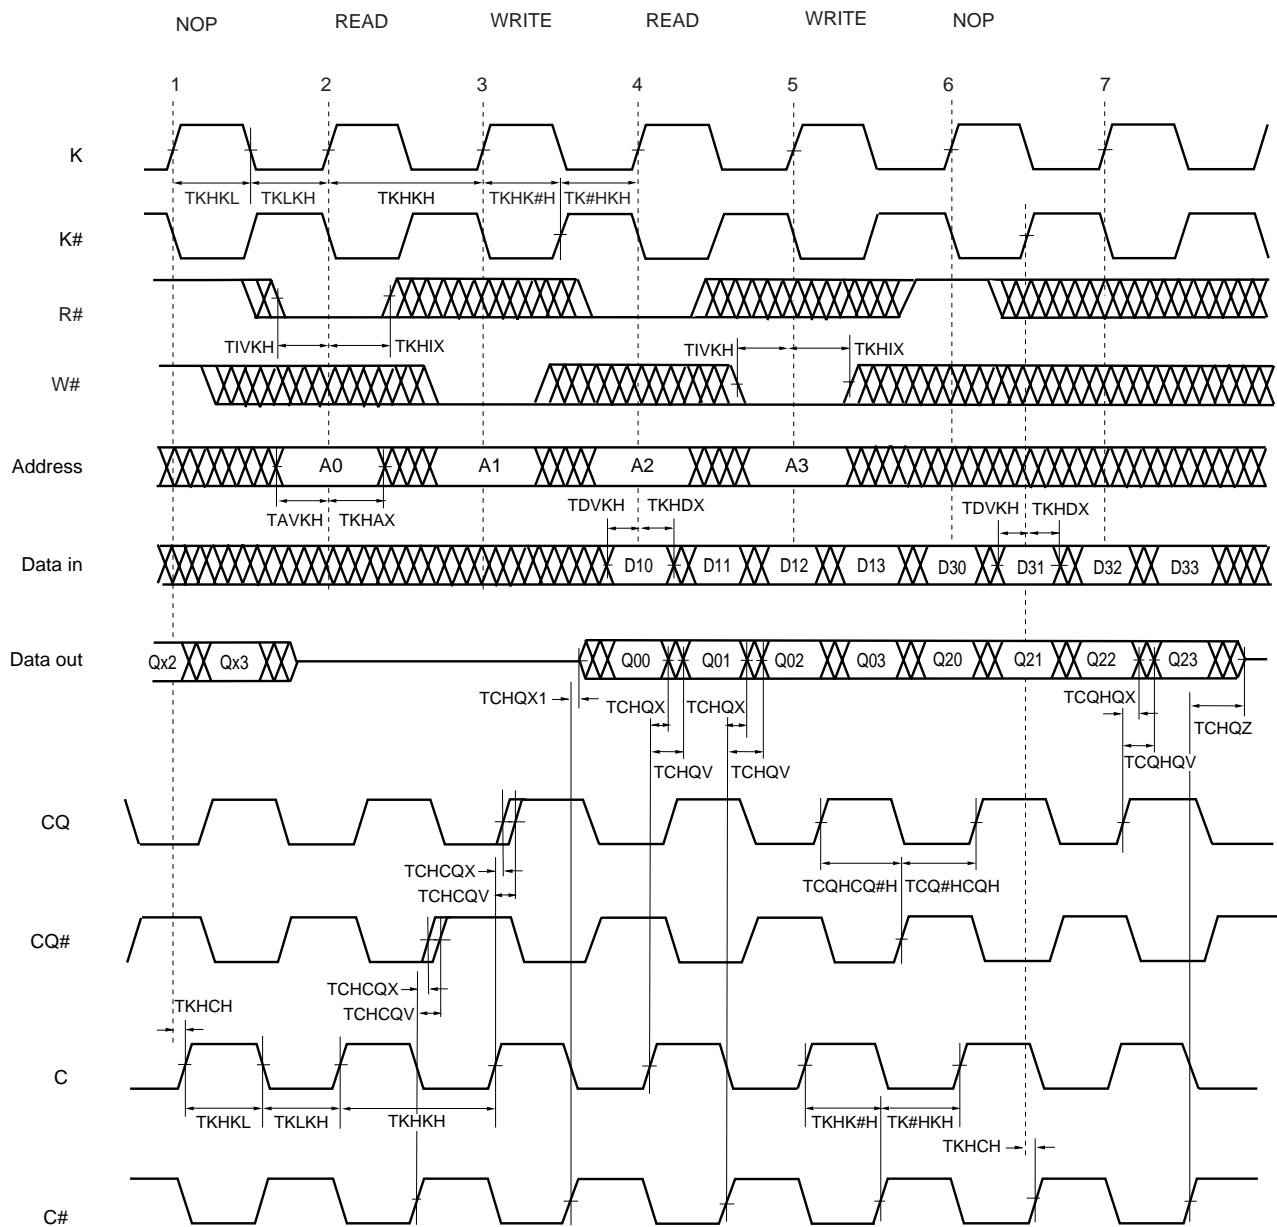 NOP READ WRITE READ WRITE NOP
1 2 3 4 5 6 7
K
TKHKL TKLKH TKHKH TKHK#H TK#HKH
K#
R#
TIVKH TKHIX TIVKH TKHIX
W#
Address A0 A1 A2 A3
TAVKH TKHAX TDVKH TKHDX TDVKH TKHDX
Data in D10 D11 D12 D13 D30 D31 D32 D33
Data out Qx2 Qx3 Q00 Q01 Q02 Q03 Q20 Q21 Q22 Q23
TCHQX1 TCHQX TCHQX TCQHQX TCHQZ
TCHQV TCHQV TCQHQV
CQ
TCHCQX
TCHCQV TCQHCQ#H TCQ#HCQH
CQ#
TCHCQX
TKHCH TCHCQV
C
TKHKL TKLKH TKHKH TKHK#H TK#HKH
TKHCH
C#